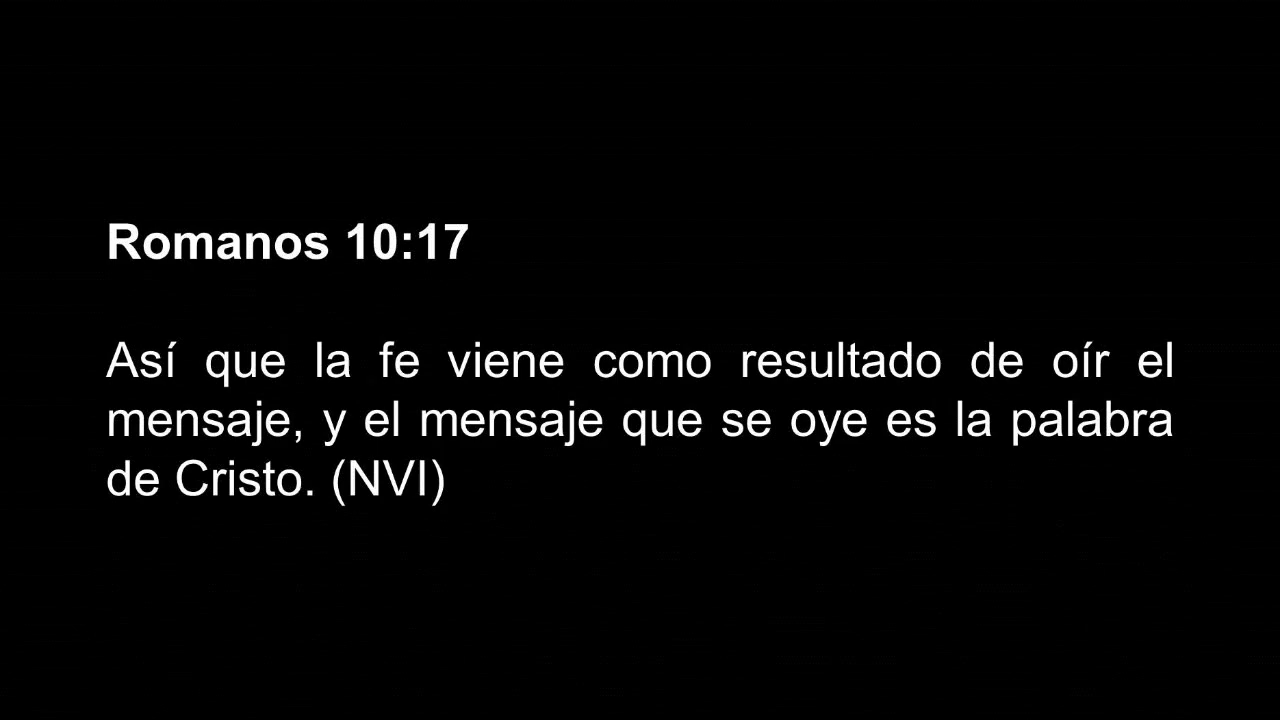 Romanos 10:17
Así que la fe viene como resultado de oír el
mensaje, y el mensaje que se oye es la palabra
de Cristo. (NVI)